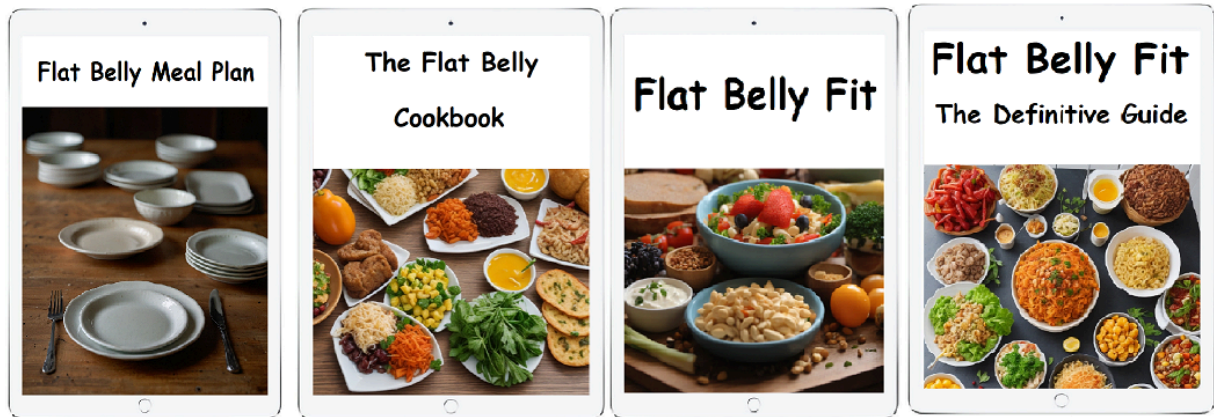 Flat Belly Meal Plan
The Flat Belly
Cookbook
Flat Belly Fit
Flat Belly Fit
The Definitive Guide